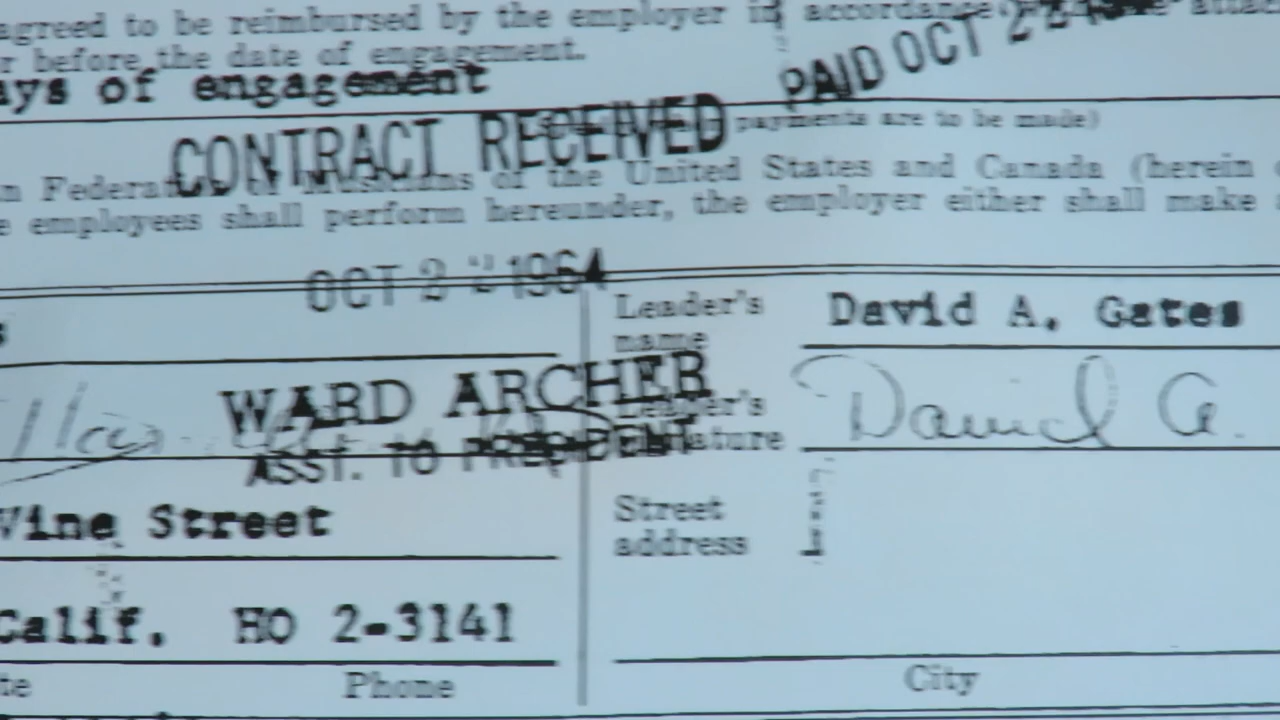 agreed to be reimbursed by the employer in accordance
r before the date of engagement.
PAID OCT 2
ays of engagement
CONTRACT RECEIVED
payments are to be made)
n Federation of Musicians of the United States and Canada (herein
e employees shall perform hereunder, the employer either shall make
OCT 2 2 1964
Leader's name David A. Gates
WARD ARCHER
ASST. TO PRESIDENT
Leader's signature David A.
Vine Street
Street address
Calif. HO 2-3141
te Phone
City